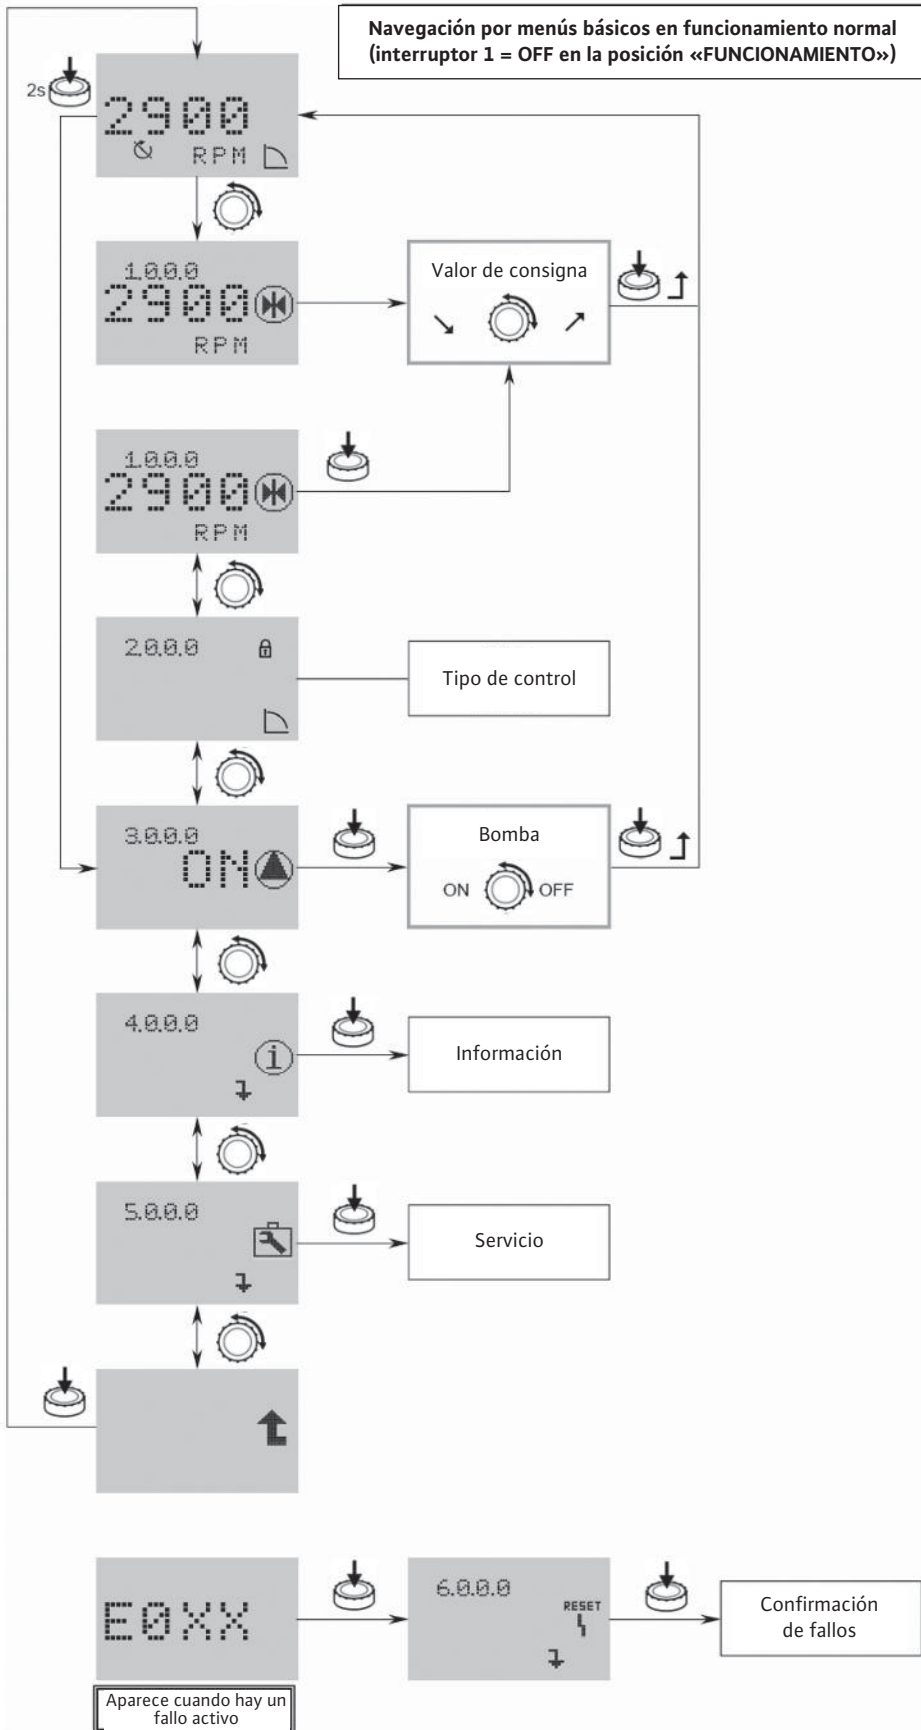 Navegación por menús básicos en funcionamiento normal
(interruptor 1 = OFF en la posición «FUNCIONAMIENTO»)
2s
2900
RPM
1.0.0.0
2900
RPM
Valor de consigna
1.0.0.0
2900
RPM
2.0.0.0
Tipo de control
3.0.0.0
ON
Bomba
ON OFF
4.0.0.0
i
Información
5.0.0.0
Servicio
E0XX
6.0.0.0
RESET
Confirmación
de fallos
Aparece cuando hay un
fallo activo